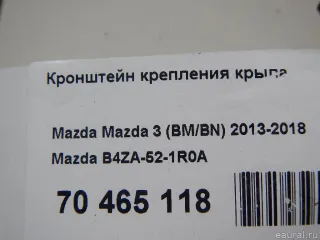 Кронштейн крепления крыла
Mazda Mazda 3 (BM/BN) 2013-2018
Mazda B4ZA-52-1R0A
70 465 118
eaural.ru